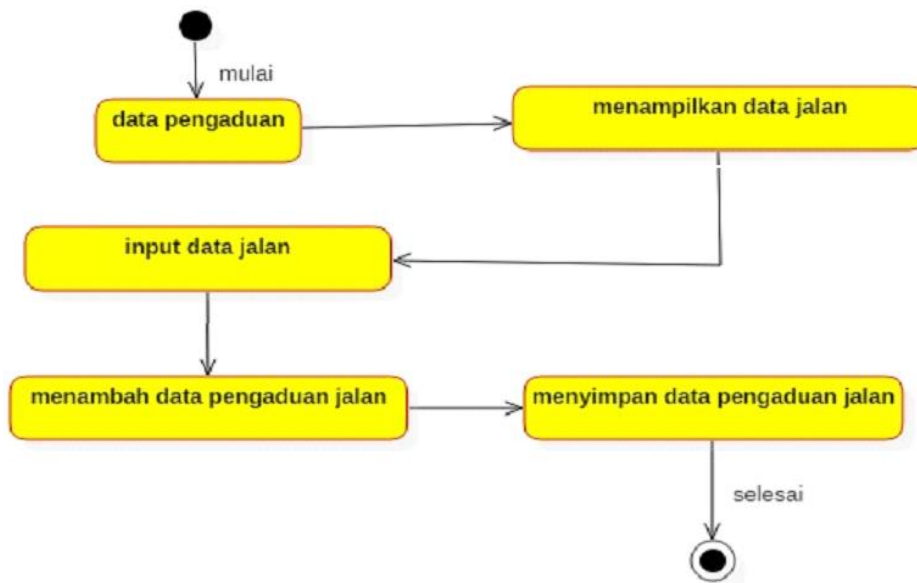 mulai
data pengaduan
menampilkan data jalan
input data jalan
menambah data pengaduan jalan
menyimpan data pengaduan jalan
selesai